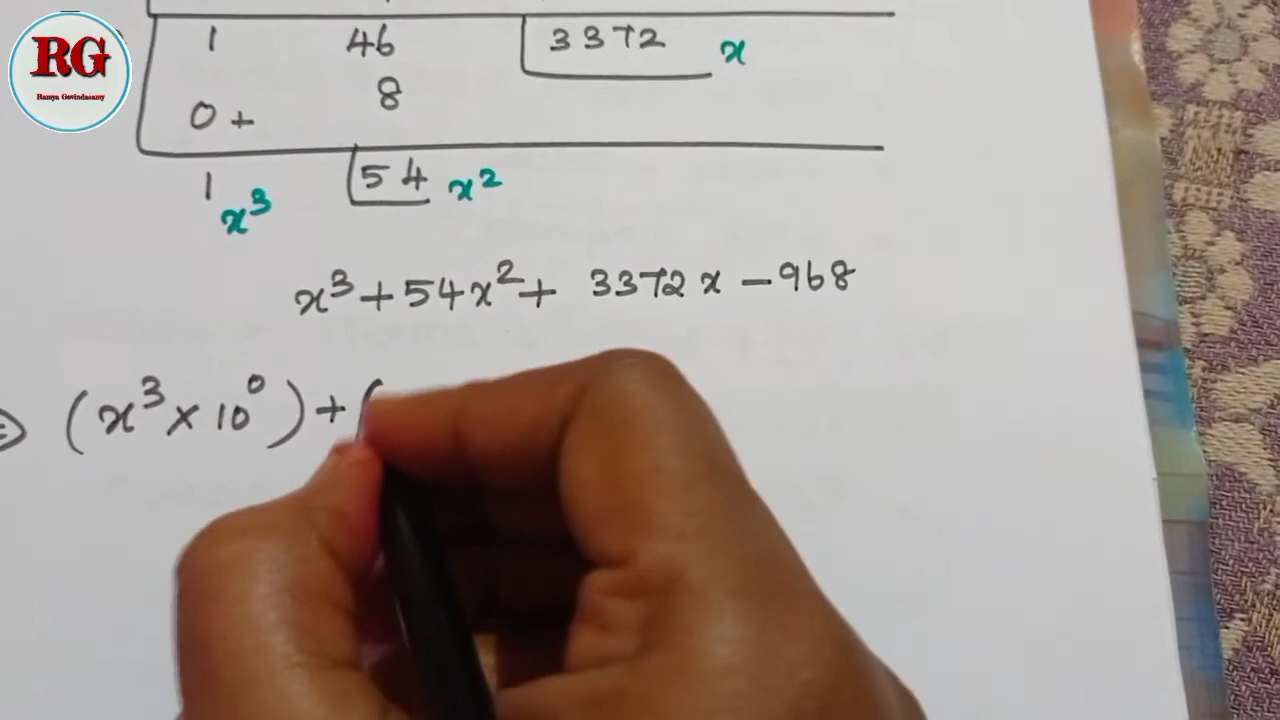 RG
Ramya Govindasamy
1 46 3372 x
8
0 +
1 x³ 54 x²
x³ + 54x² + 3372x - 968
(x³ × 10⁰) + (